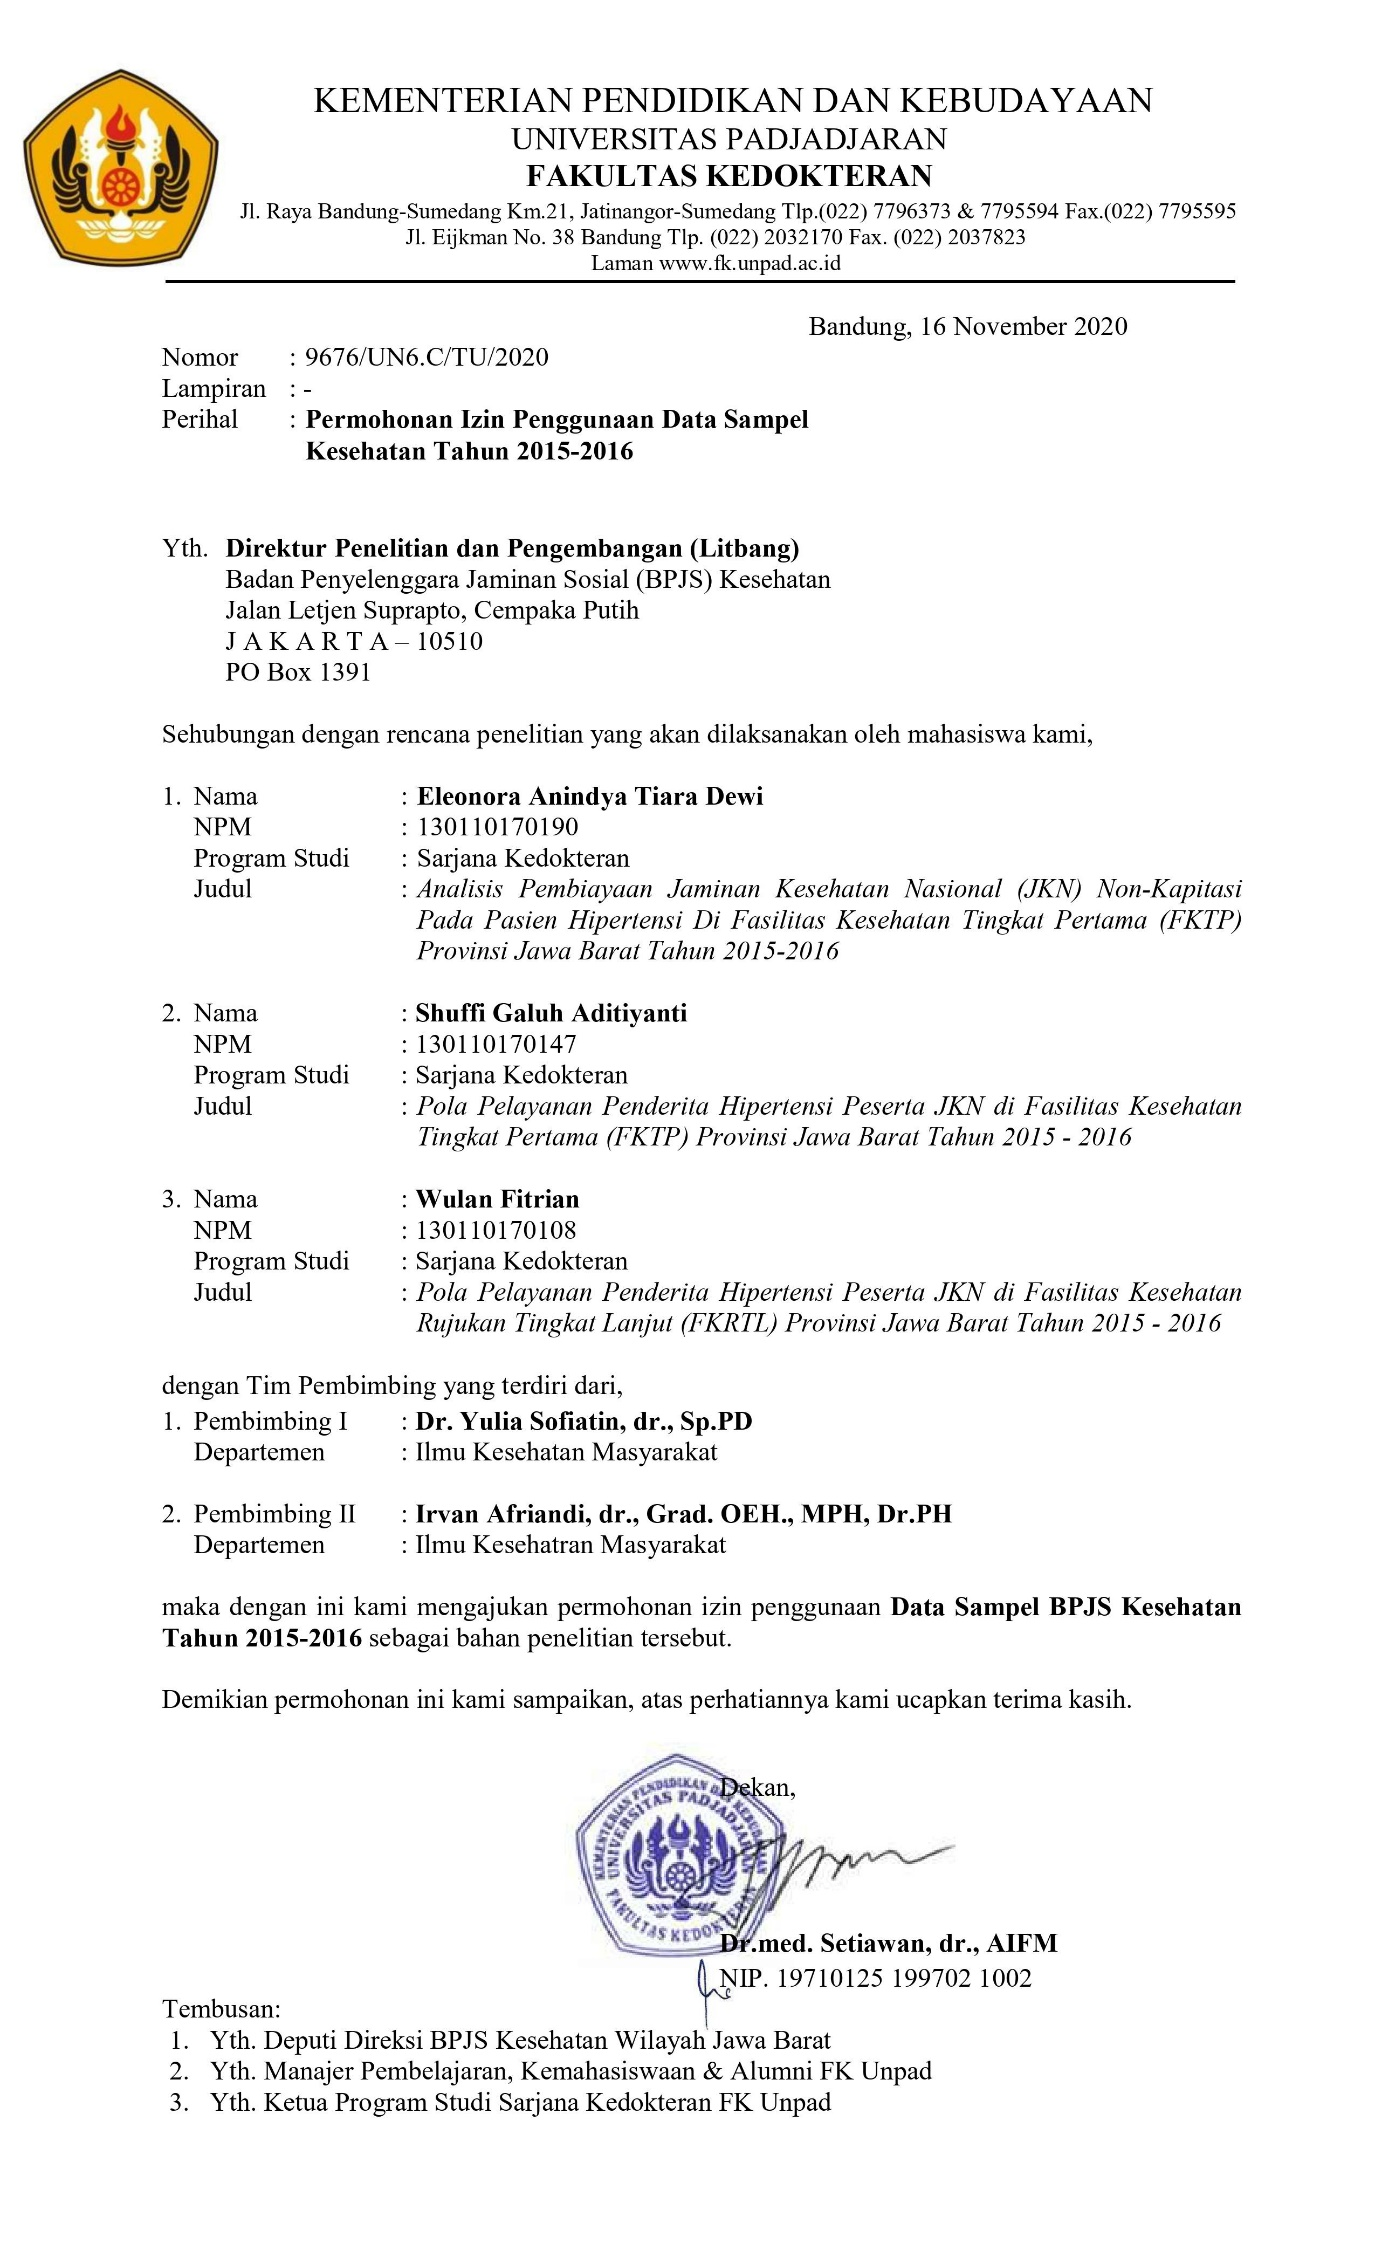 KEMENTERIAN PENDIDIKAN DAN KEBUDAYAAN
UNIVERSITAS PADJADJARAN
FAKULTAS KEDOKTERAN
Jl. Raya Bandung-Sumedang Km.21, Jatinangor-Sumedang Tlp.(022) 7796373 & 7795594 Fax.(022) 7795595
Jl. Eijkman No. 38 Bandung Tlp. (022) 2032170 Fax. (022) 2037823
Laman www.fk.unpad.ac.id
Bandung, 16 November 2020
Nomor : 9676/UN6.C/TU/2020
Lampiran : -
Perihal : Permohonan Izin Penggunaan Data Sampel
Kesehatan Tahun 2015-2016
Yth. Direktur Penelitian dan Pengembangan (Litbang)
Badan Penyelenggara Jaminan Sosial (BPJS) Kesehatan
Jalan Letjen Suprapto, Cempaka Putih
J A K A R T A – 10510
PO Box 1391
Sehubungan dengan rencana penelitian yang akan dilaksanakan oleh mahasiswa kami,
1. Nama : Eleonora Anindya Tiara Dewi
NPM : 130110170190
Program Studi : Sarjana Kedokteran
Judul : Analisis Pembiayaan Jaminan Kesehatan Nasional (JKN) Non-Kapitasi
Pada Pasien Hipertensi Di Fasilitas Kesehatan Tingkat Pertama (FKTP)
Provinsi Jawa Barat Tahun 2015-2016
2. Nama : Shuffi Galuh Aditiyanti
NPM : 130110170147
Program Studi : Sarjana Kedokteran
Judul : Pola Pelayanan Penderita Hipertensi Peserta JKN di Fasilitas Kesehatan
Tingkat Pertama (FKTP) Provinsi Jawa Barat Tahun 2015 - 2016
3. Nama : Wulan Fitrian
NPM : 130110170108
Program Studi : Sarjana Kedokteran
Judul : Pola Pelayanan Penderita Hipertensi Peserta JKN di Fasilitas Kesehatan
Rujukan Tingkat Lanjut (FKRTL) Provinsi Jawa Barat Tahun 2015 - 2016
dengan Tim Pembimbing yang terdiri dari,
1. Pembimbing I : Dr. Yulia Sofiatin, dr., Sp.PD
Departemen : Ilmu Kesehatan Masyarakat
2. Pembimbing II : Irvan Afriandi, dr., Grad. OEH., MPH, Dr.PH
Departemen : Ilmu Kesehatran Masyarakat
maka dengan ini kami mengajukan permohonan izin penggunaan Data Sampel BPJS Kesehatan
Tahun 2015-2016 sebagai bahan penelitian tersebut.
Demikian permohonan ini kami sampaikan, atas perhatiannya kami ucapkan terima kasih.
Dekan,
KEMENTERIAN PENDIDIKAN DAN KEBUDAYAAN
UNIVERSITAS PADJADJARAN
FAKULTAS KEDOKTERAN
Dr.med. Setiawan, dr., AIFM
NIP. 19710125 199702 1002
Tembusan:
1. Yth. Deputi Direksi BPJS Kesehatan Wilayah Jawa Barat
2. Yth. Manajer Pembelajaran, Kemahasiswaan & Alumni FK Unpad
3. Yth. Ketua Program Studi Sarjana Kedokteran FK Unpad